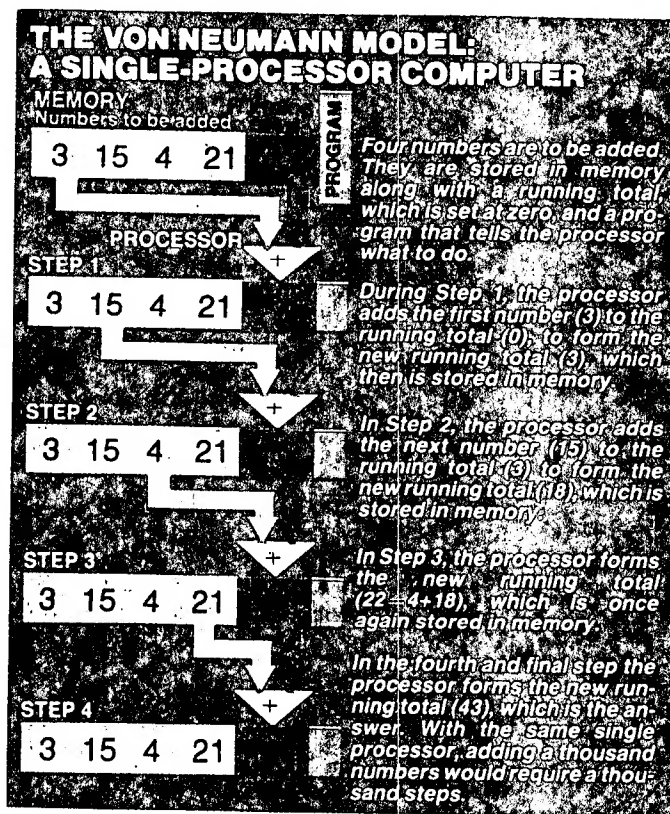 THE VON NEUMANN MODEL:
A SINGLE-PROCESSOR COMPUTER
MEMORY
Numbers to be added
3 15 4 21
PROGRAM
Four numbers are to be added.
They are stored in memory
along with a running total,
which is set at zero, and a pro-
gram that tells the processor
what to do.
PROCESSOR
+
STEP 1
3 15 4 21
During Step 1, the processor
adds the first number (3) to the
running total (0), to form the
new running total (3), which
then is stored in memory.
+
STEP 2
3 15 4 21
In Step 2, the processor adds
the next number (15) to the
running total (3) to form the
new running total (18), which is
stored in memory.
+
STEP 3
3 15 4 21
In Step 3, the processor forms
the new running total
(22=4+18), which is once
again stored in memory.
+
STEP 4
3 15 4 21
In the fourth and final step the
processor forms the new run-
ning total (43), which is the an-
swer. With the same single
processor, adding a thousand
numbers would require a thou-
sand steps.